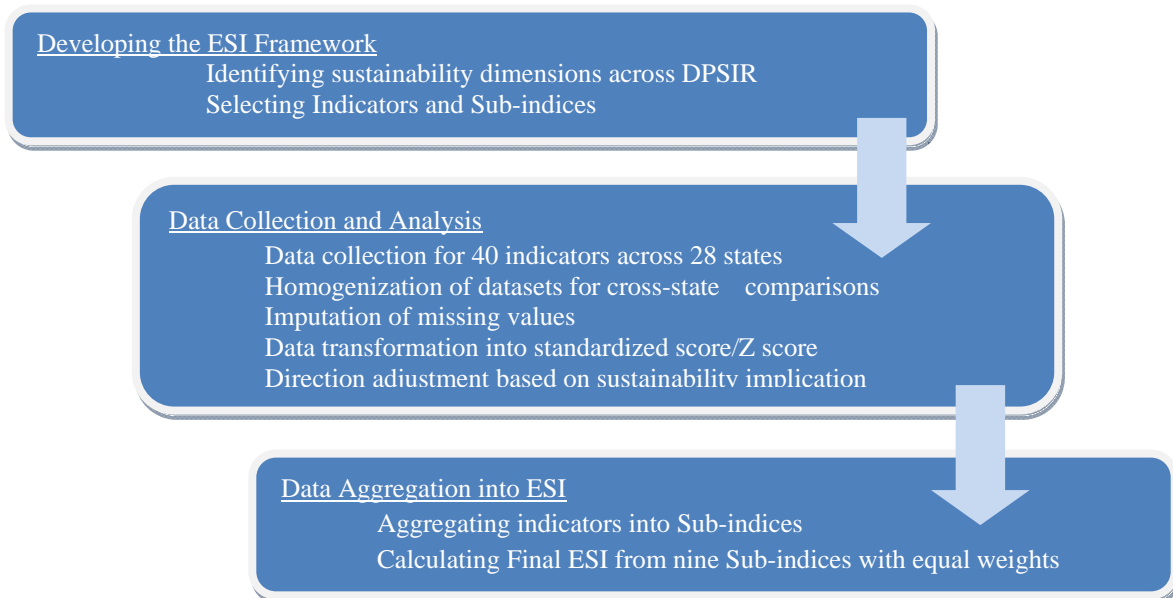 Developing the ESI Framework
Identifying sustainability dimensions across DPSIR
Selecting Indicators and Sub-indices
Data Collection and Analysis
Data collection for 40 indicators across 28 states
Homogenization of datasets for cross-state comparisons
Imputation of missing values
Data transformation into standardized score/Z score
Direction adjustment based on sustainability implication
Data Aggregation into ESI
Aggregating indicators into Sub-indices
Calculating Final ESI from nine Sub-indices with equal weights